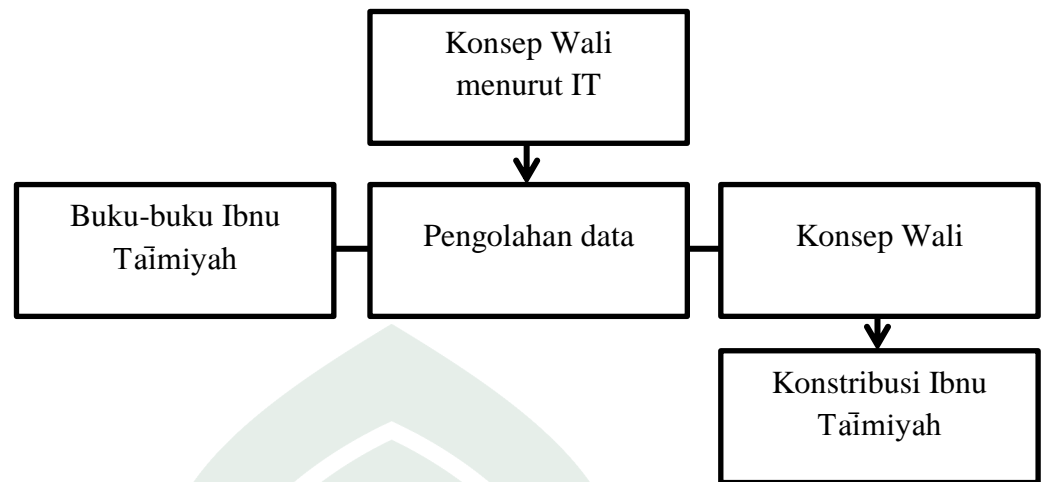 Konsep Wali
menurut IT
Buku-buku Ibnu
Taīmiyah
Pengolahan data
Konsep Wali
Konstribusi Ibnu
Taīmiyah